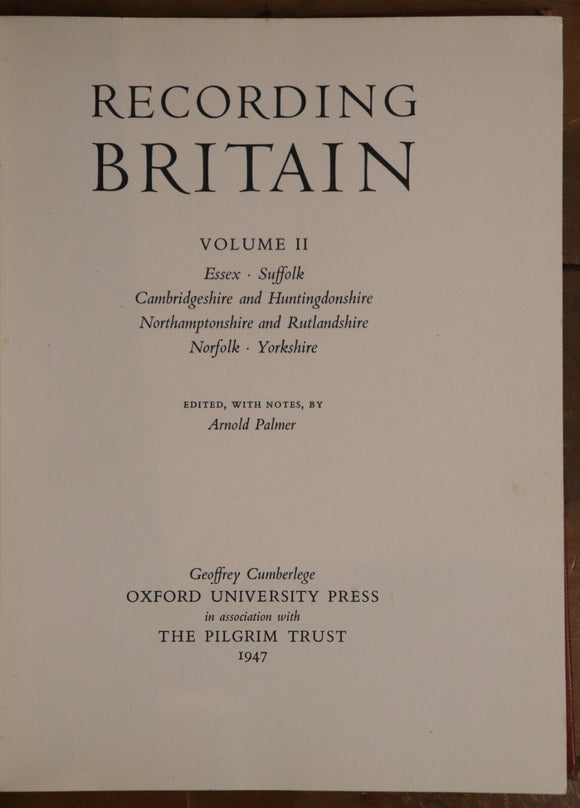 RECORDING
BRITAIN
VOLUME II
Essex · Suffolk
Cambridgeshire and Huntingdonshire
Northamptonshire and Rutlandshire
Norfolk · Yorkshire
EDITED, WITH NOTES, BY
Arnold Palmer
Geoffrey Cumberlege
OXFORD UNIVERSITY PRESS
in association with
THE PILGRIM TRUST
1947